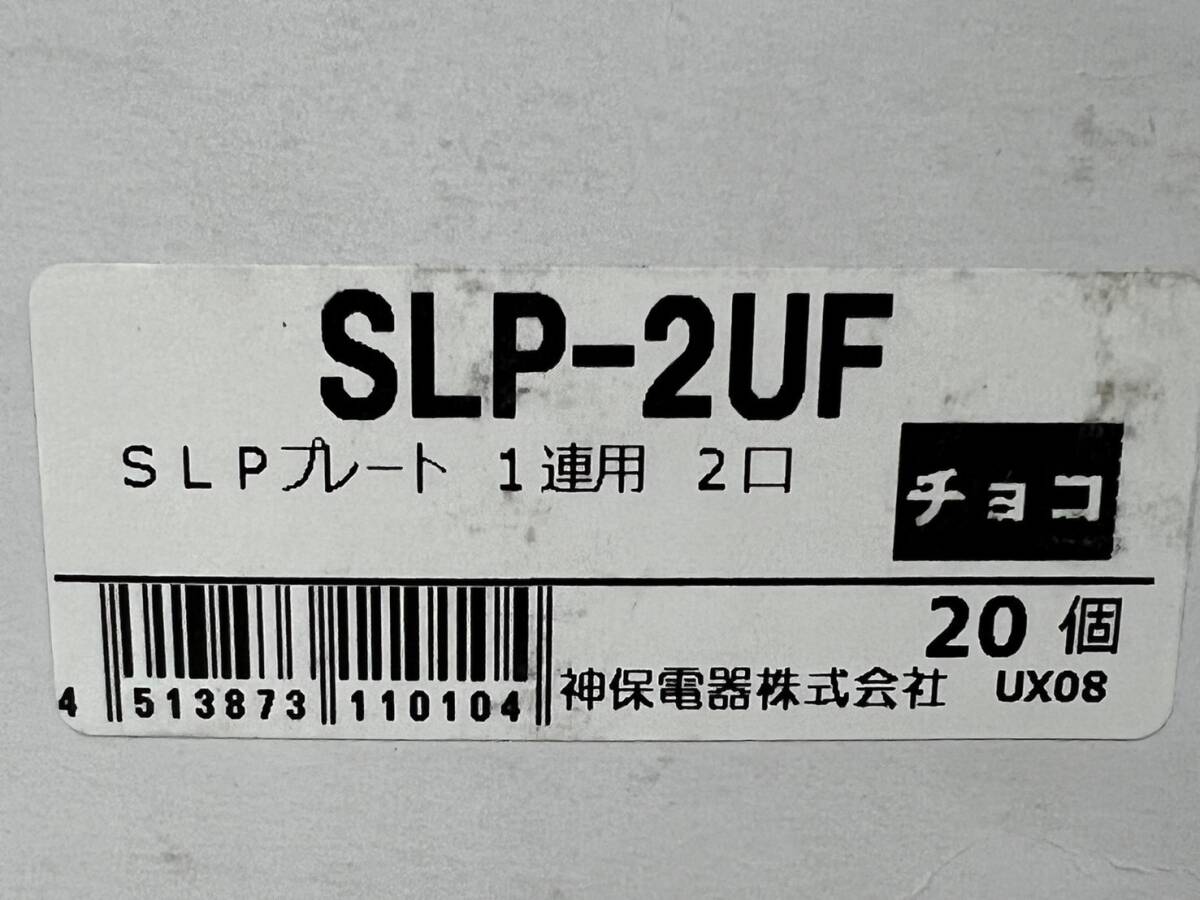 SLP-2UF
SLPプレート 1連用 2口
チョコ
20 個
4 513873 110104
神保電器株式会社 UX08